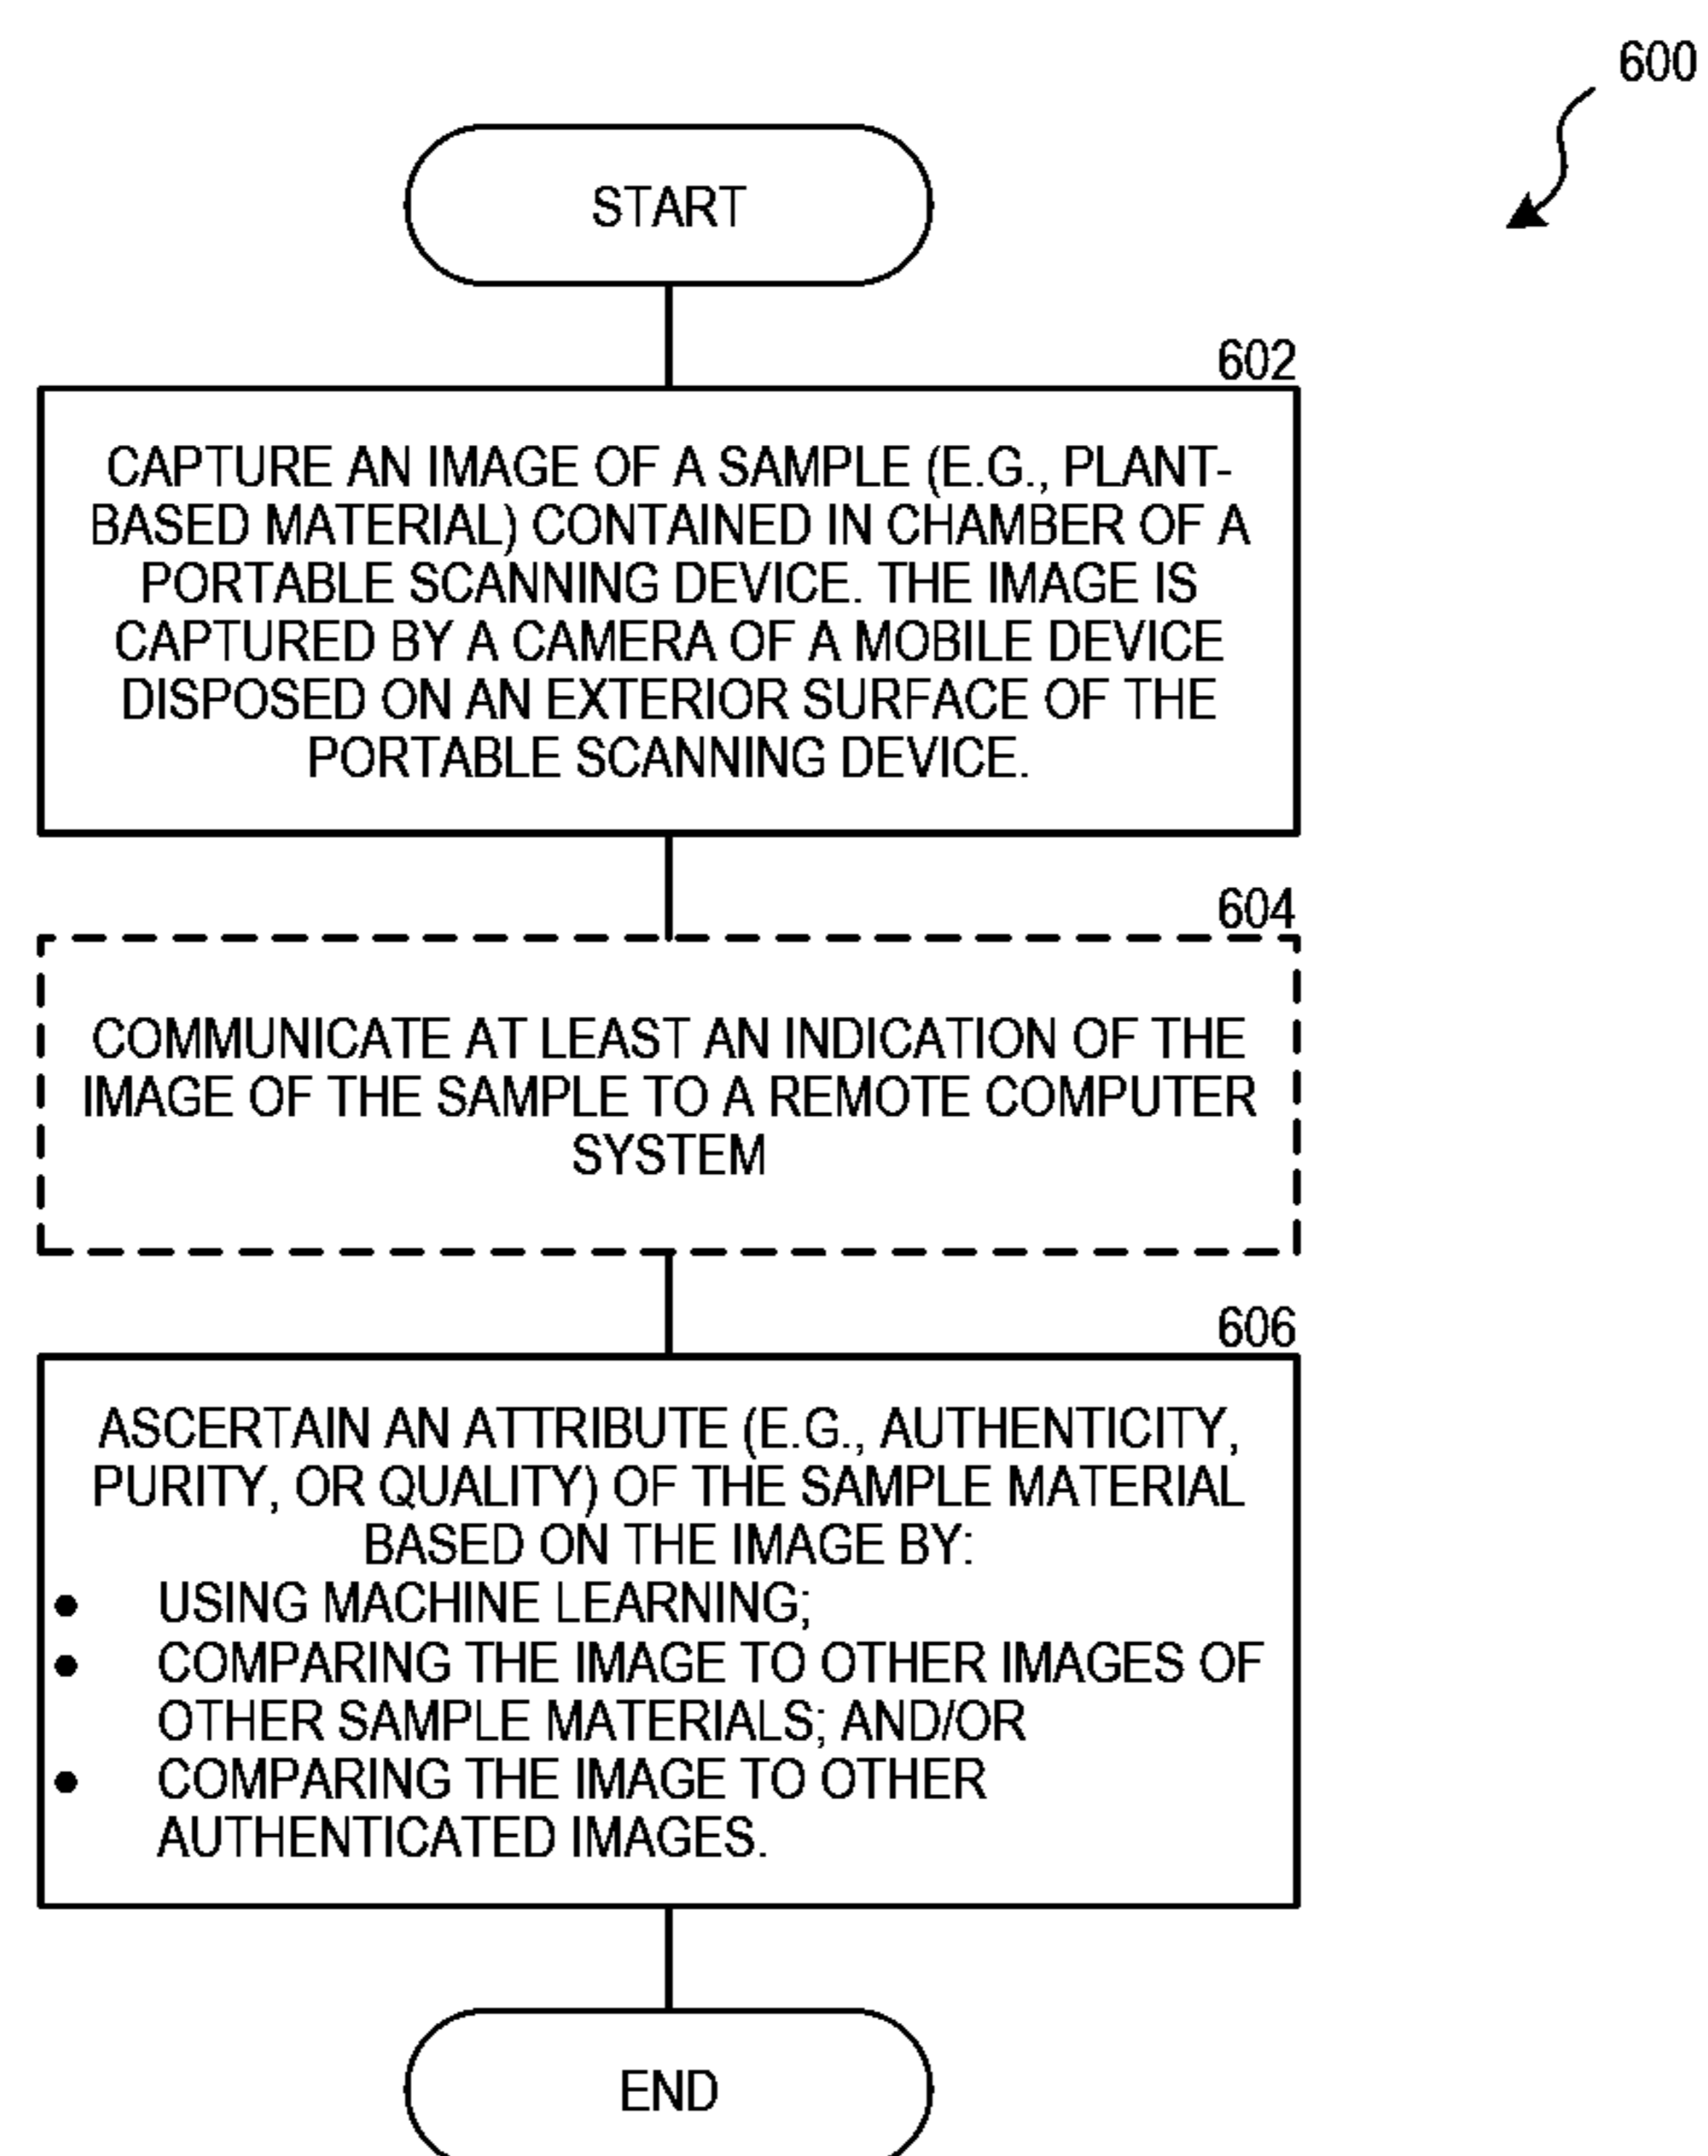 600
START
602
CAPTURE AN IMAGE OF A SAMPLE (E.G., PLANT-
BASED MATERIAL) CONTAINED IN CHAMBER OF A
PORTABLE SCANNING DEVICE. THE IMAGE IS
CAPTURED BY A CAMERA OF A MOBILE DEVICE
DISPOSED ON AN EXTERIOR SURFACE OF THE
PORTABLE SCANNING DEVICE.
604
COMMUNICATE AT LEAST AN INDICATION OF THE
IMAGE OF THE SAMPLE TO A REMOTE COMPUTER
SYSTEM
606
ASCERTAIN AN ATTRIBUTE (E.G., AUTHENTICITY,
PURITY, OR QUALITY) OF THE SAMPLE MATERIAL
BASED ON THE IMAGE BY:
• USING MACHINE LEARNING;
• COMPARING THE IMAGE TO OTHER IMAGES OF
OTHER SAMPLE MATERIALS; AND/OR
• COMPARING THE IMAGE TO OTHER
AUTHENTICATED IMAGES.
END